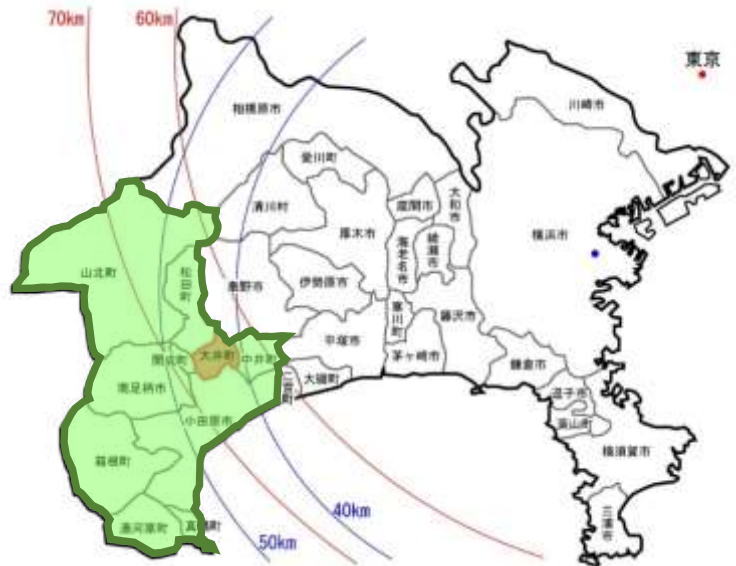 70km
60km
東京
相模原市
川崎市
愛川町
清川村
座間市
大和市
厚木市
海老名市
綾瀬市
横浜市
山北町
松田町
秦野市
伊勢原市
寒川町
藤沢市
平塚市
開成町
大井町
中井町
茅ヶ崎市
鎌倉市
南足柄市
二宮町
大磯町
逗子市
小田原市
葉山町
箱根町
横須賀市
40km
三浦市
湯河原町
真鶴町
50km